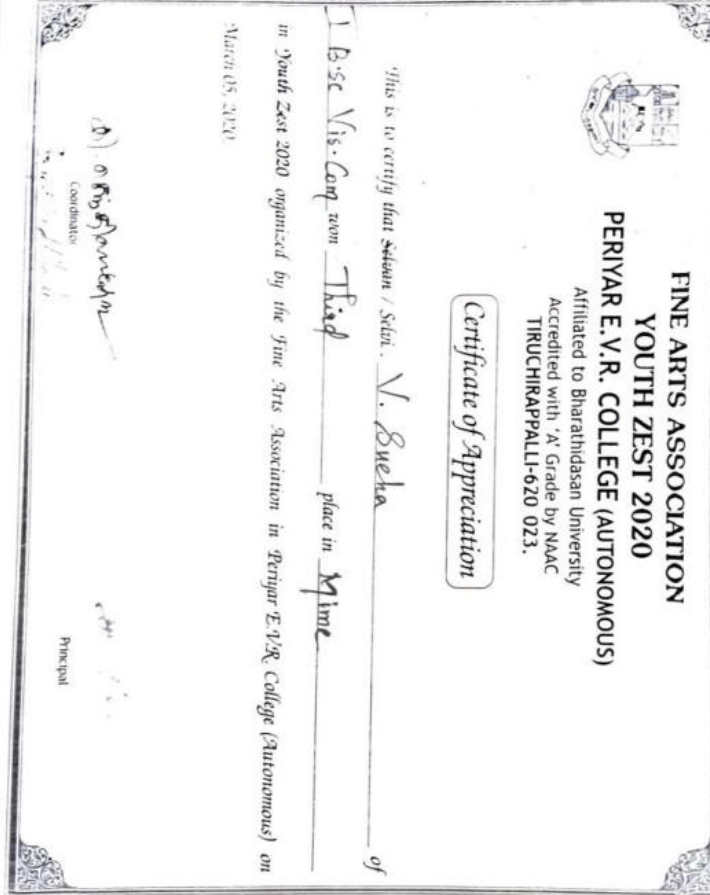 FINE ARTS ASSOCIATION
YOUTH ZEST 2020
PERIYAR E.V.R. COLLEGE (AUTONOMOUS)
Affiliated to Bharathidasan University
Accredited with 'A' Grade by NAAC
TIRUCHIRAPPALLI-620 023.
Certificate of Appreciation
This is to certify that Selvan / Selvi. V. Sneha of
I B.sc Vis.Com won Third place in Mime
in Youth Zest 2020 organized by the Fine Arts Association in Periyar E.V.R. College (Autonomous) on
March 05, 2020.
Coordinator
Principal